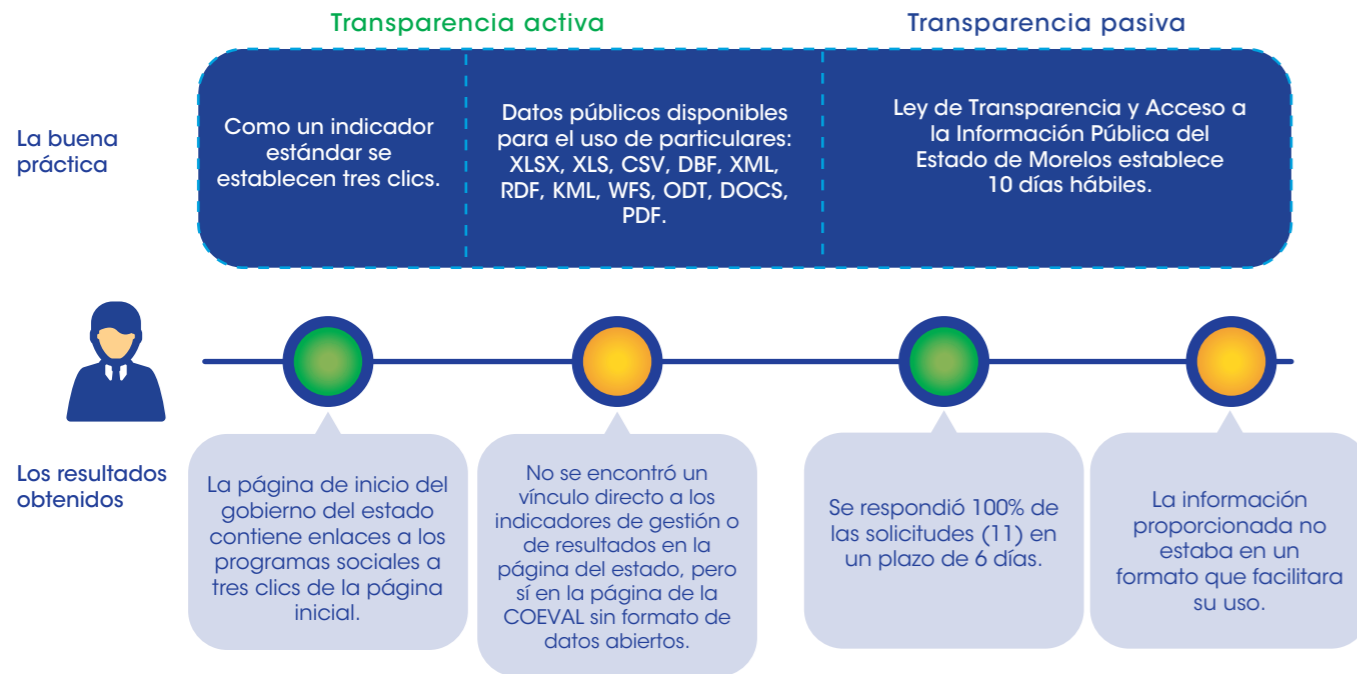 Transparencia activa
Transparencia pasiva
La buena
práctica
Como un indicador
estándar se
establecen tres clics.
Datos públicos disponibles
para el uso de particulares:
XLSX, XLS, CSV, DBF, XML,
RDF, KML, WFS, ODT, DOCS,
PDF.
Ley de Transparencia y Acceso a
la Información Pública del
Estado de Morelos establece
10 días hábiles.
Los resultados
obtenidos
La página de inicio del
gobierno del estado
contiene enlaces a los
programas sociales a
tres clics de la página
inicial.
No se encontró un
vínculo directo a los
indicadores de gestión o
de resultados en la
página del estado, pero
sí en la página de la
COEVAL sin formato de
datos abiertos.
Se respondió 100% de
las solicitudes (11) en
un plazo de 6 días.
La información
proporcionada no
estaba en un
formato que facilitara
su uso.